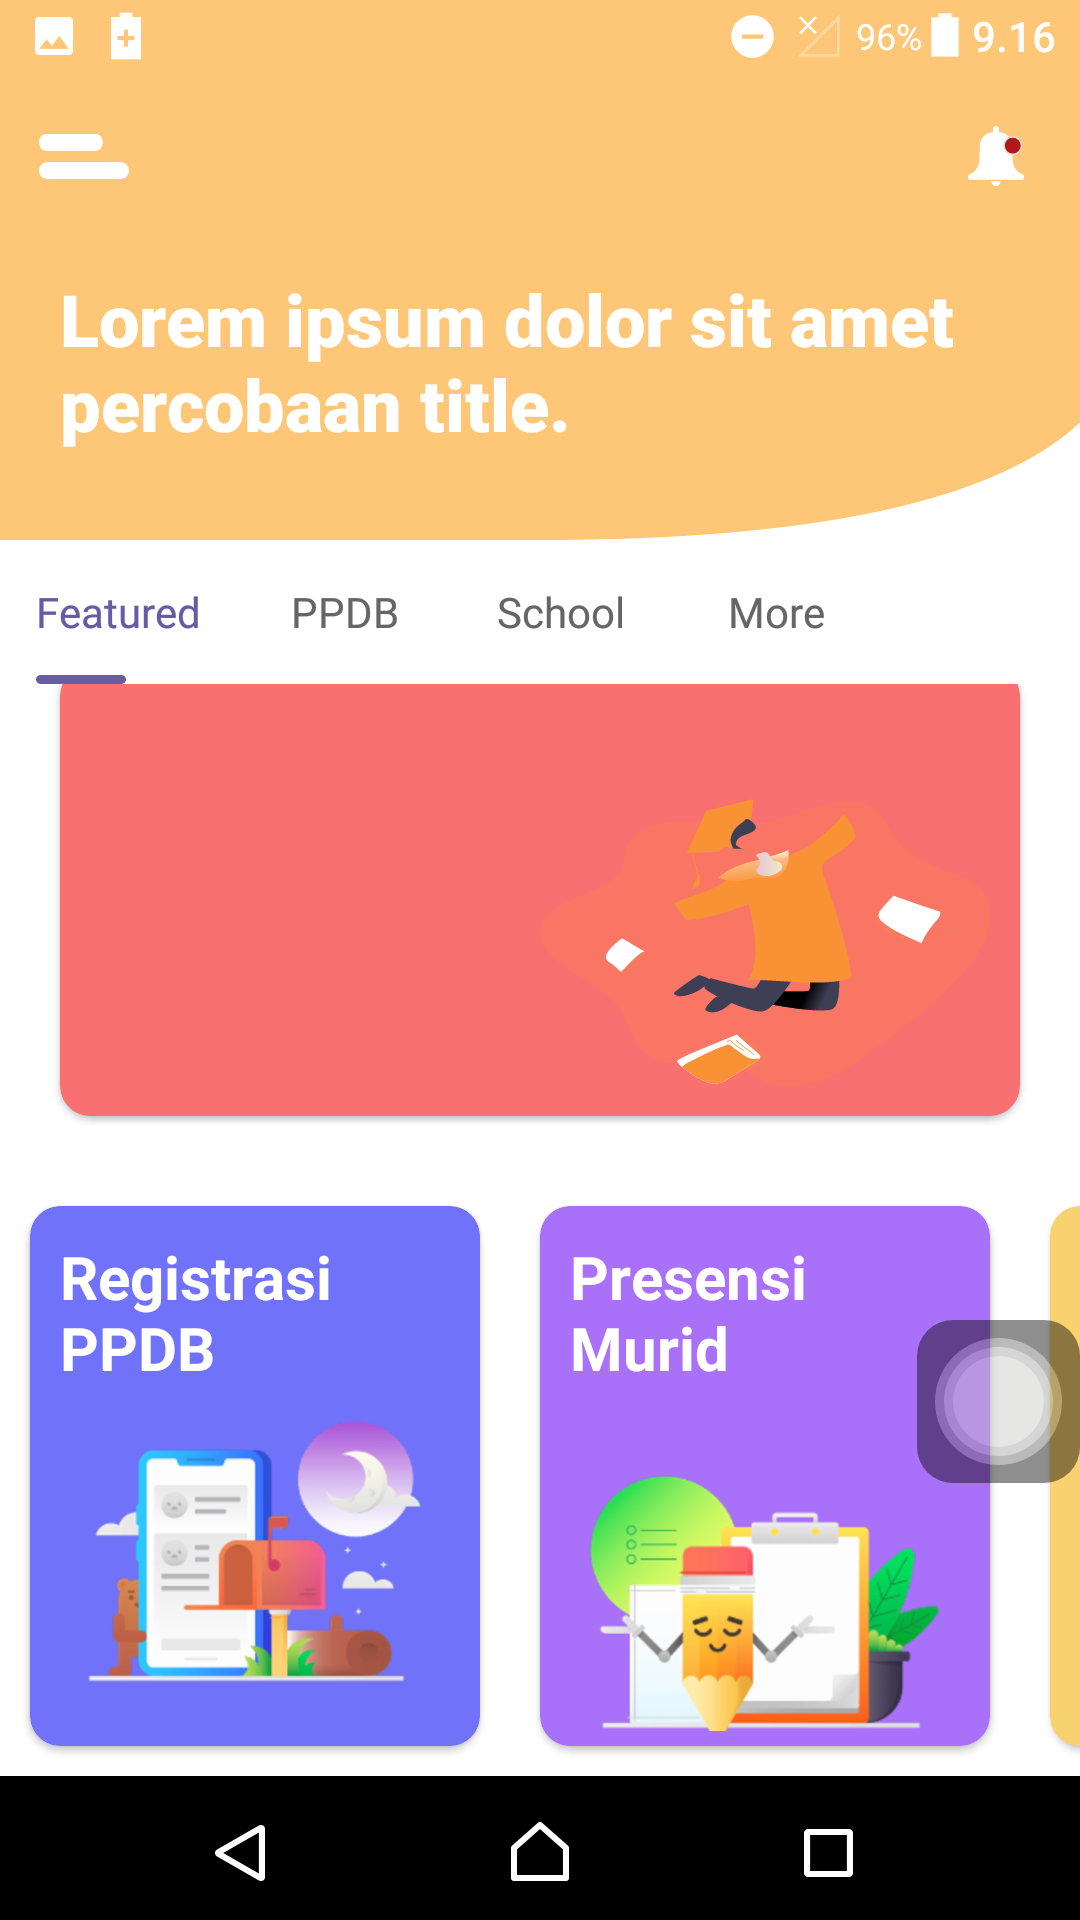 96% 9.16
Lorem ipsum dolor sit amet
percobaan title.
Featured PPDB School More
Registrasi
PPDB
Presensi
Murid